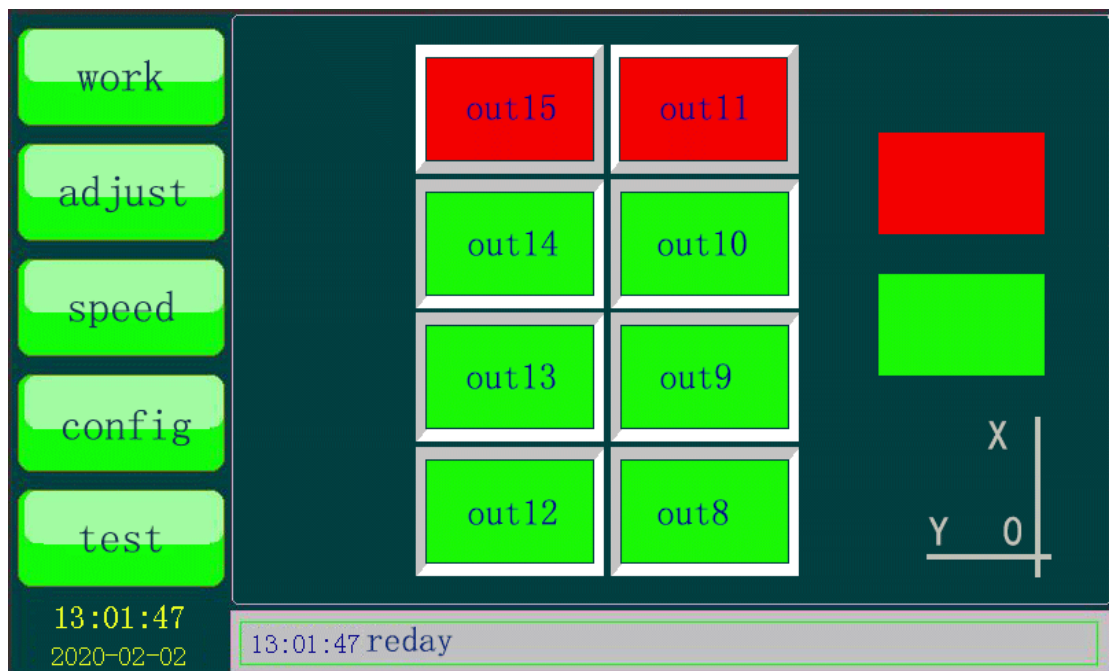 work
adjust
speed
config
test
13:01:47
2020-02-02
out15 out11
out14 out10
out13 out9
out12 out8
X
Y O
13:01:47 reday